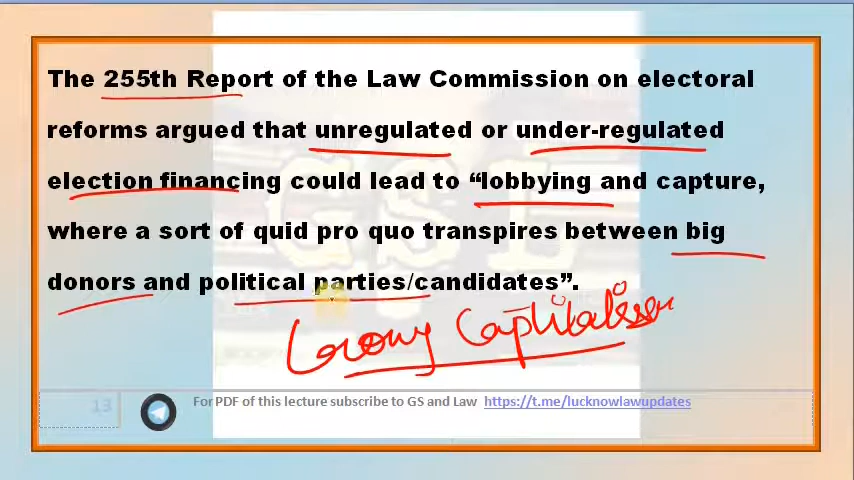 The 255th Report of the Law Commission on electoral
reforms argued that unregulated or under-regulated
election financing could lead to “lobbying and capture,
where a sort of quid pro quo transpires between big
donors and political parties/candidates”.
Crony Capitalism
13
For PDF of this lecture subscribe to GS and Law https://t.me/lucknowlawupdates